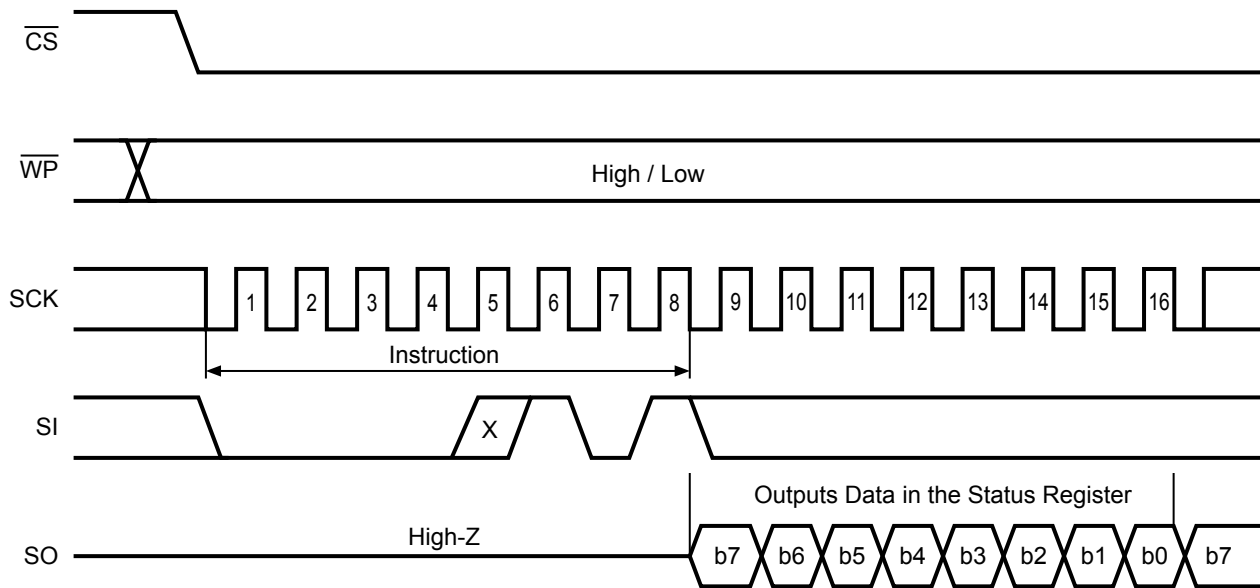 CS
WP
High / Low
SCK
1 2 3 4 5 6 7 8 9 10 11 12 13 14 15 16
Instruction
SI
X
Outputs Data in the Status Register
High-Z
SO
b7 b6 b5 b4 b3 b2 b1 b0 b7